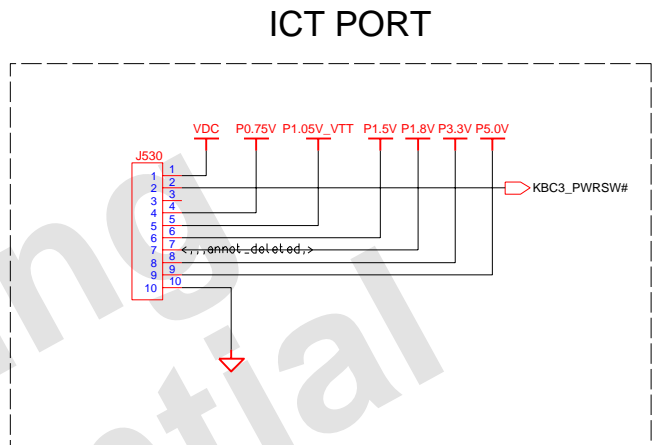 ICT PORT
VDC P0.75V P1.05V_VTT P1.5V P1.8V P3.3V P5.0V
J530
1 1
2 2 KBC3_PWRSW#
3 3
4 4
5 5
6 6
7 7 <,,,annot_deleted,>
8 8
9 9
10 10